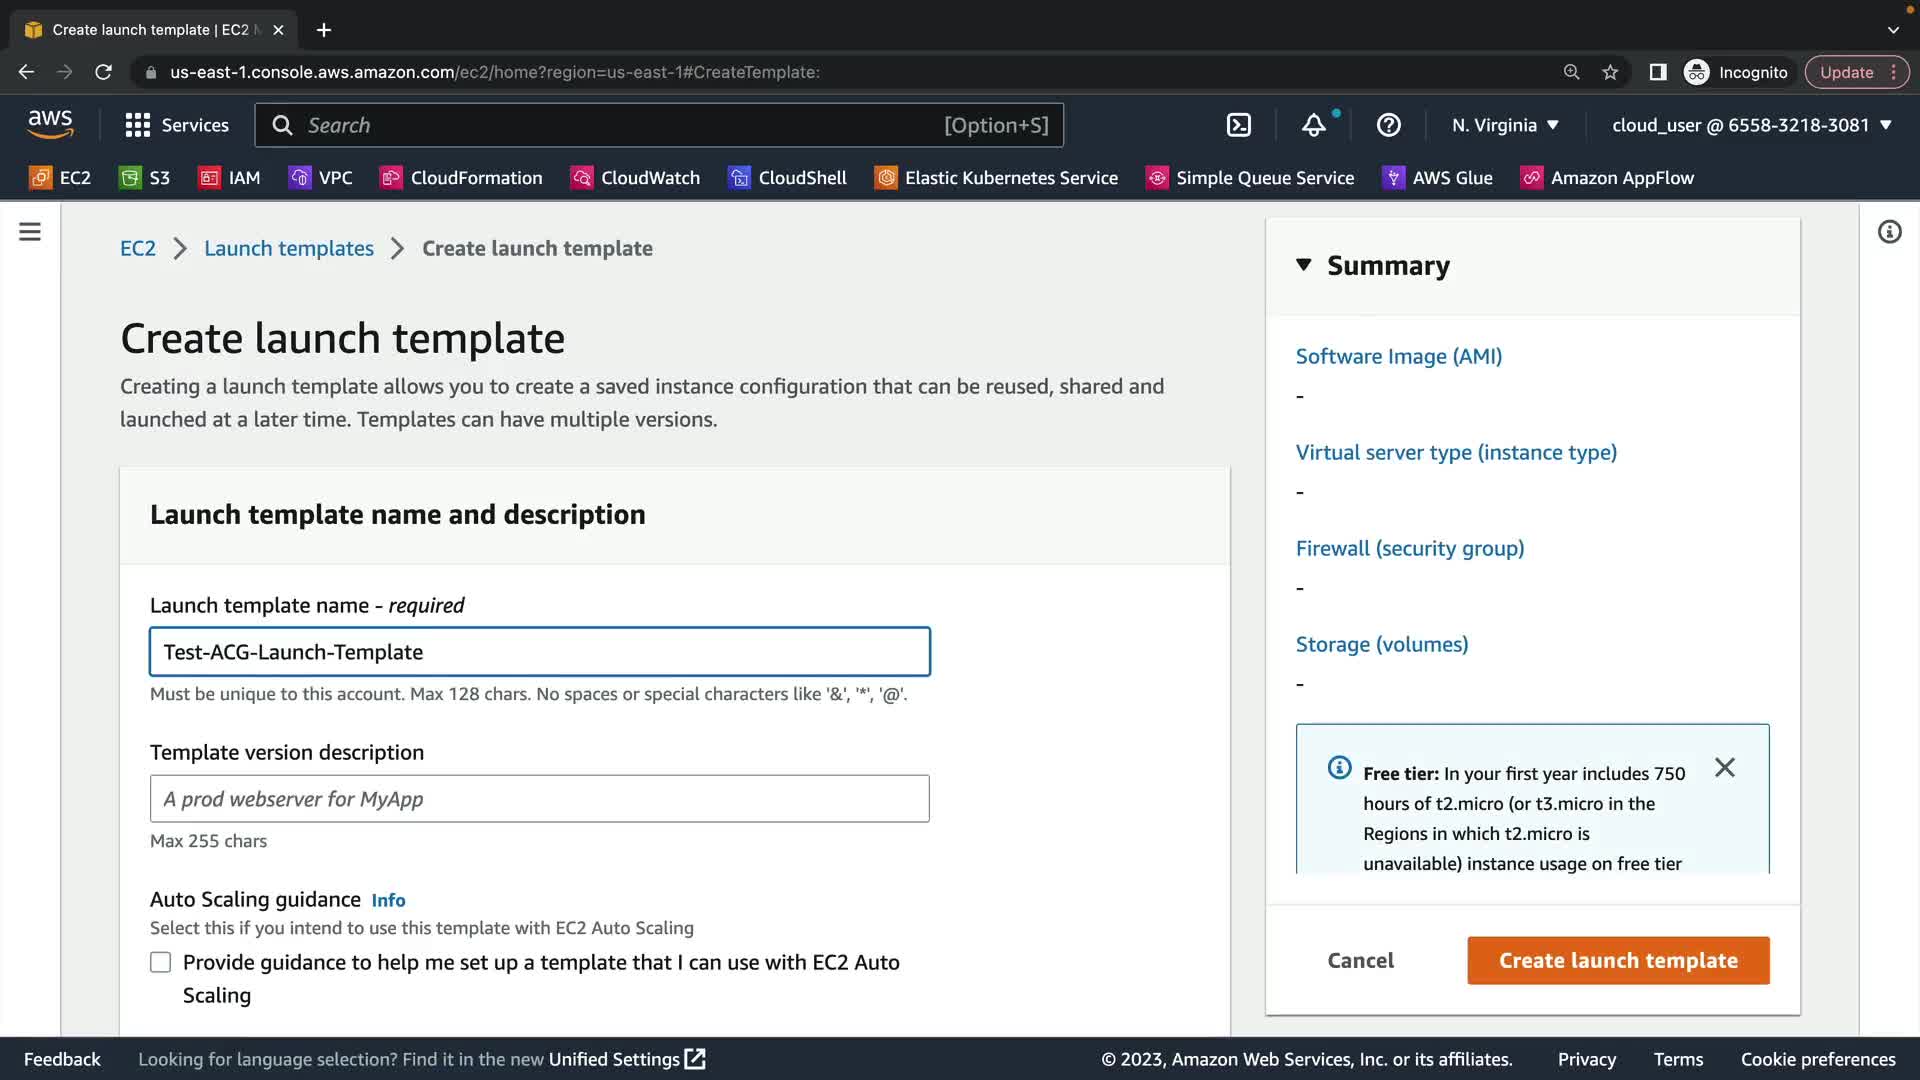 Create launch template | EC2 M
us-east-1.console.aws.amazon.com/ec2/home?region=us-east-1#CreateTemplate:
Incognito
Update
aws
Services
Search
[Option+S]
N. Virginia
cloud_user @ 6558-3218-3081
EC2
S3
IAM
VPC
CloudFormation
CloudWatch
CloudShell
Elastic Kubernetes Service
Simple Queue Service
AWS Glue
Amazon AppFlow
EC2 > Launch templates > Create launch template
Create launch template
Creating a launch template allows you to create a saved instance configuration that can be reused, shared and
launched at a later time. Templates can have multiple versions.
Launch template name and description
Launch template name - required
Test-ACG-Launch-Template
Must be unique to this account. Max 128 chars. No spaces or special characters like '&', '*', '@'.
Template version description
A prod webserver for MyApp
Max 255 chars
Auto Scaling guidance Info
Select this if you intend to use this template with EC2 Auto Scaling
Provide guidance to help me set up a template that I can use with EC2 Auto
Scaling
Summary
Software Image (AMI)
-
Virtual server type (instance type)
-
Firewall (security group)
-
Storage (volumes)
-
Free tier: In your first year includes 750
hours of t2.micro (or t3.micro in the
Regions in which t2.micro is
unavailable) instance usage on free tier
Cancel
Create launch template
Feedback
Looking for language selection? Find it in the new Unified Settings
© 2023, Amazon Web Services, Inc. or its affiliates.
Privacy
Terms
Cookie preferences